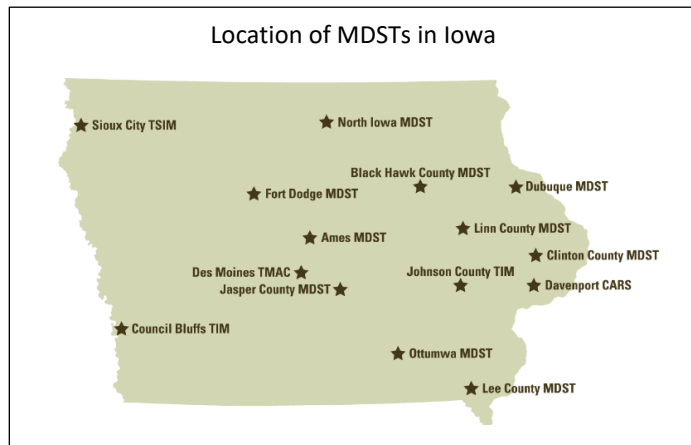 Location of MDSTs in Iowa
Sioux City TSIM
North Iowa MDST
Black Hawk County MDST
Fort Dodge MDST
Dubuque MDST
Linn County MDST
Ames MDST
Clinton County MDST
Des Moines TMAC
Johnson County TIM
Jasper County MDST
Davenport CARS
Council Bluffs TIM
Ottumwa MDST
Lee County MDST